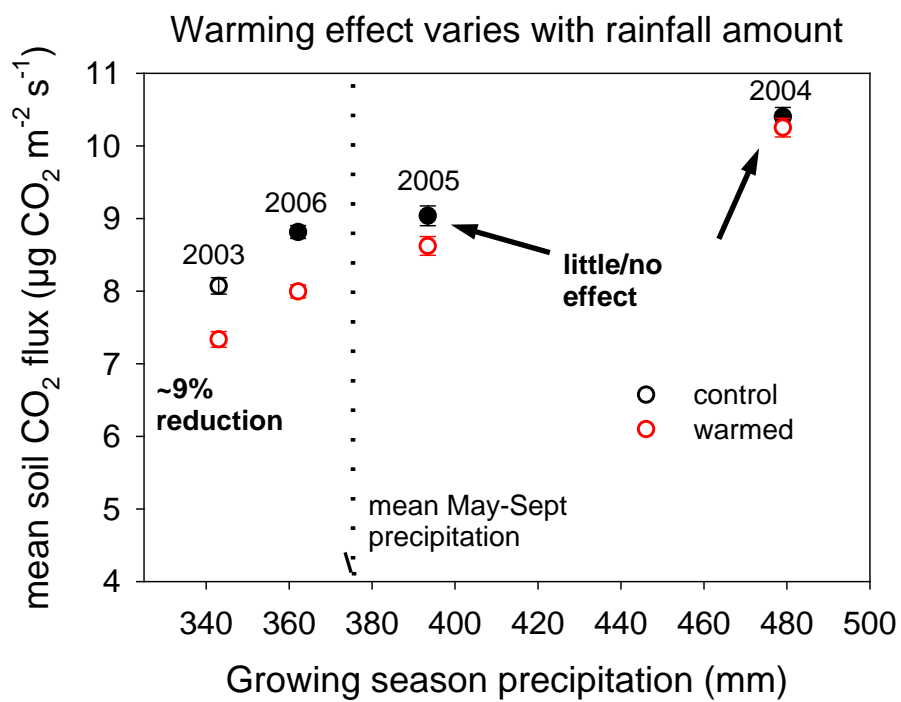 Warming effect varies with rainfall amount
mean soil CO₂ flux (μg CO₂ m⁻² s⁻¹)
11
10
9
8
7
6
5
4
2004
2005
2006
2003
little/no
effect
~9%
reduction
control
warmed
mean May-Sept
precipitation
340 360 380 400 420 440 460 480 500
Growing season precipitation (mm)